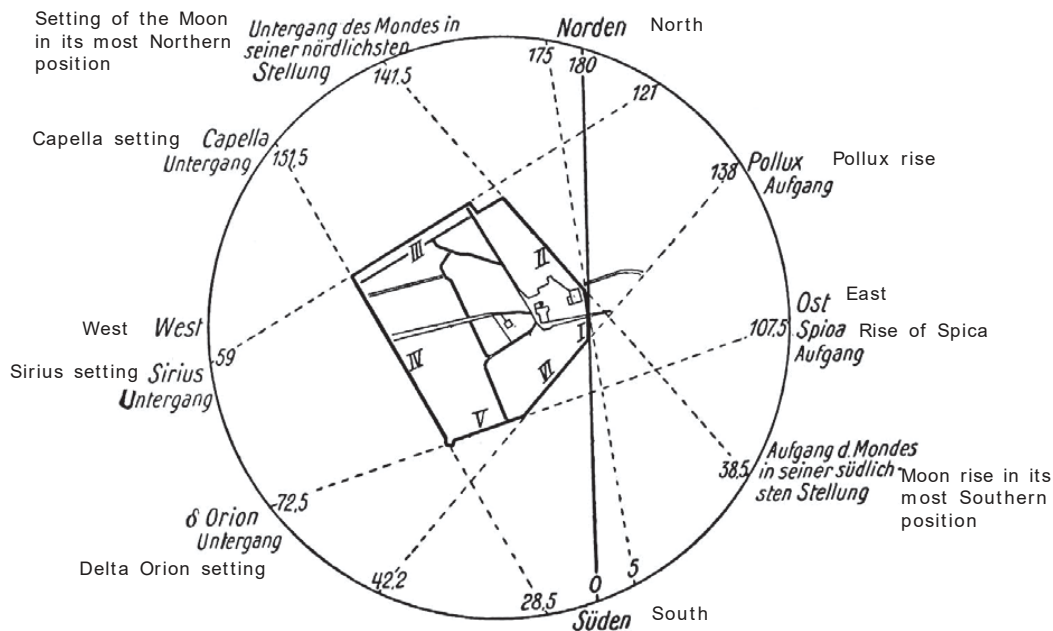 Setting of the Moon
in its most Northern
position
Untergang des Mondes in
seiner nördlichsten
Stellung
141.5
Norden North
175
180
121
Capella setting Capella
Untergang
151,5
138
Pollux Pollux rise
Aufgang
III
II
West West
59
Sirius setting Sirius
Untergang
I
IV
VI
V
107.5
Ost East
Spica Rise of Spica
Aufgang
38,5
Aufgang d. Mondes
in seiner südlich-
sten Stellung
Moon rise in its
most Southern
position
72,5
δ Orion
Untergang
Delta Orion setting
42,2
28,5
0
5
Süden South